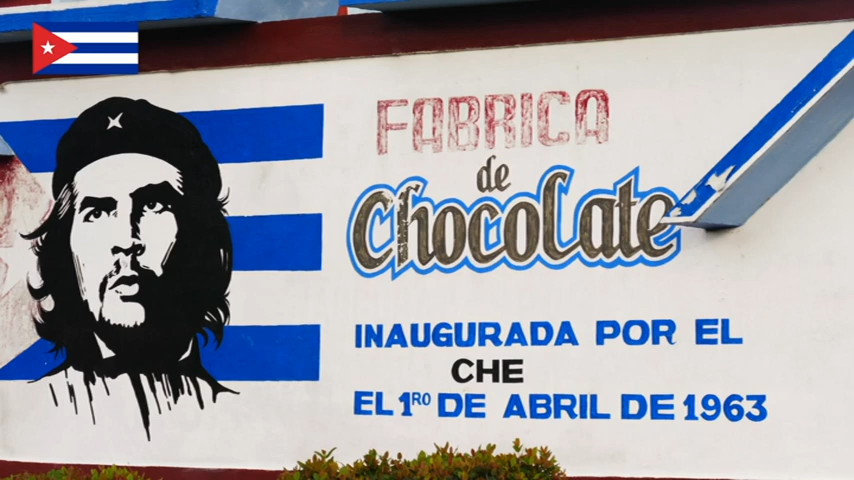 FABRICA
de
Chocolate
INAUGURADA POR EL
CHE
EL 1RO DE ABRIL DE 1963